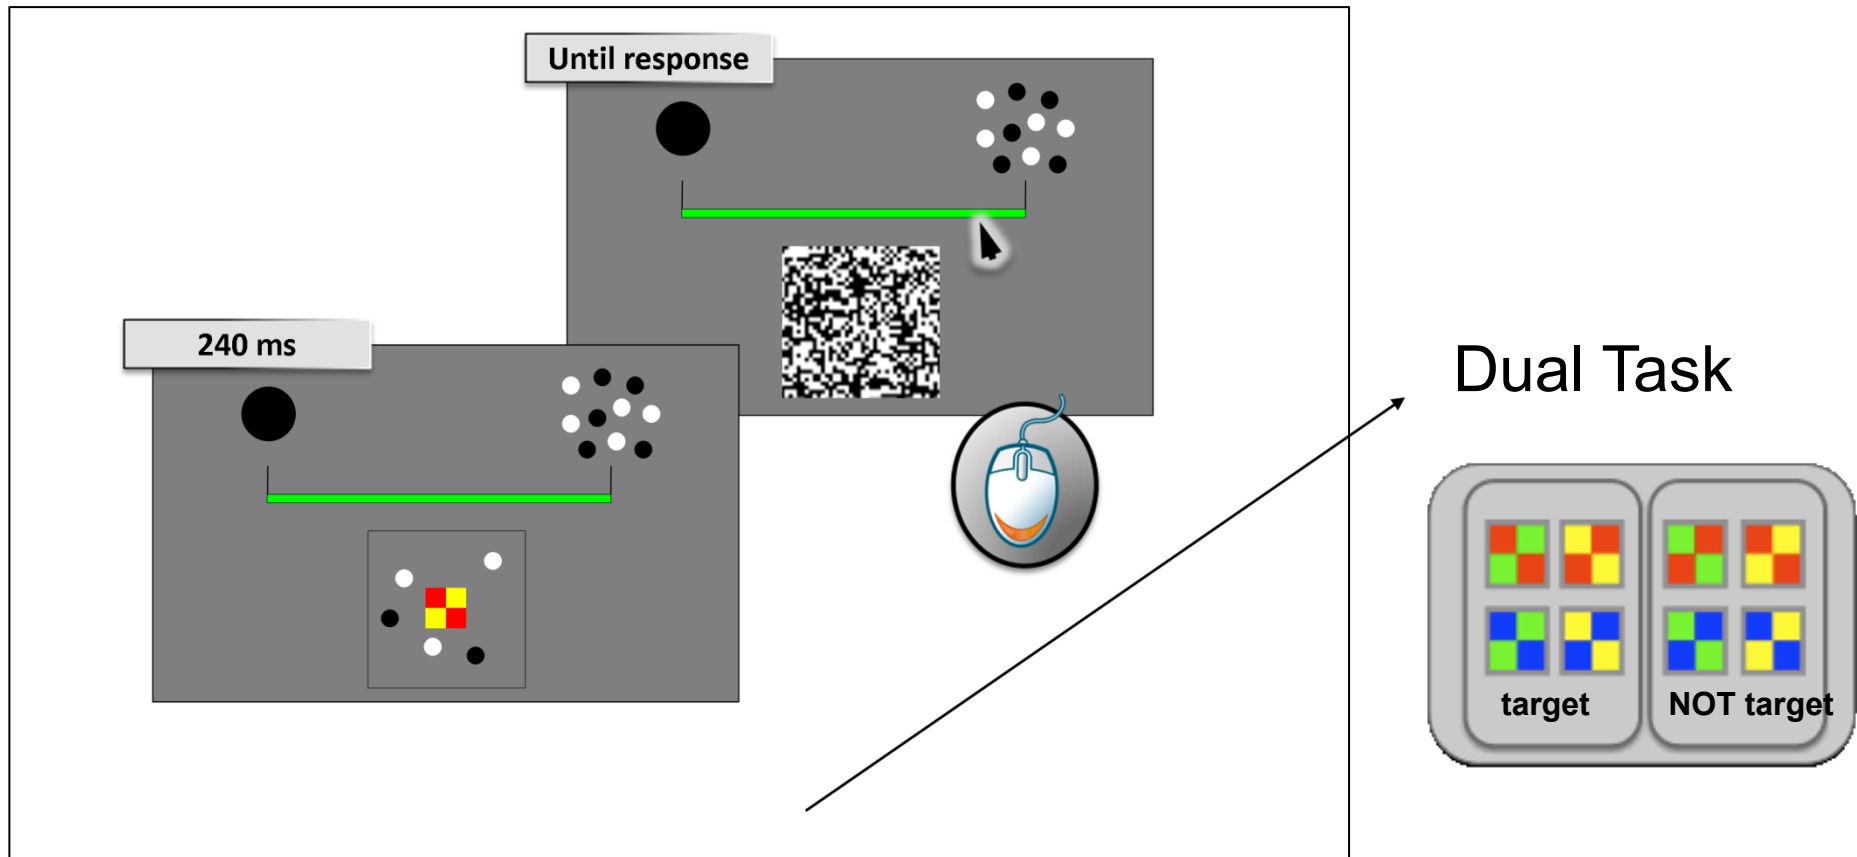 Until response
240 ms
Dual Task
target
NOT target